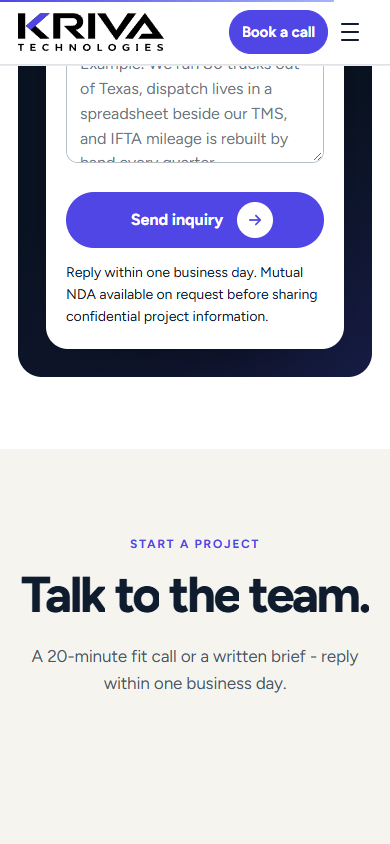 KRIVA
TECHNOLOGIES
Book a call
of Texas, dispatch lives in a
spreadsheet beside our TMS,
and IFTA mileage is rebuilt by
Send inquiry
Reply within one business day. Mutual
NDA available on request before sharing
confidential project information.
START A PROJECT
Talk to the team.
A 20-minute fit call or a written brief - reply
within one business day.